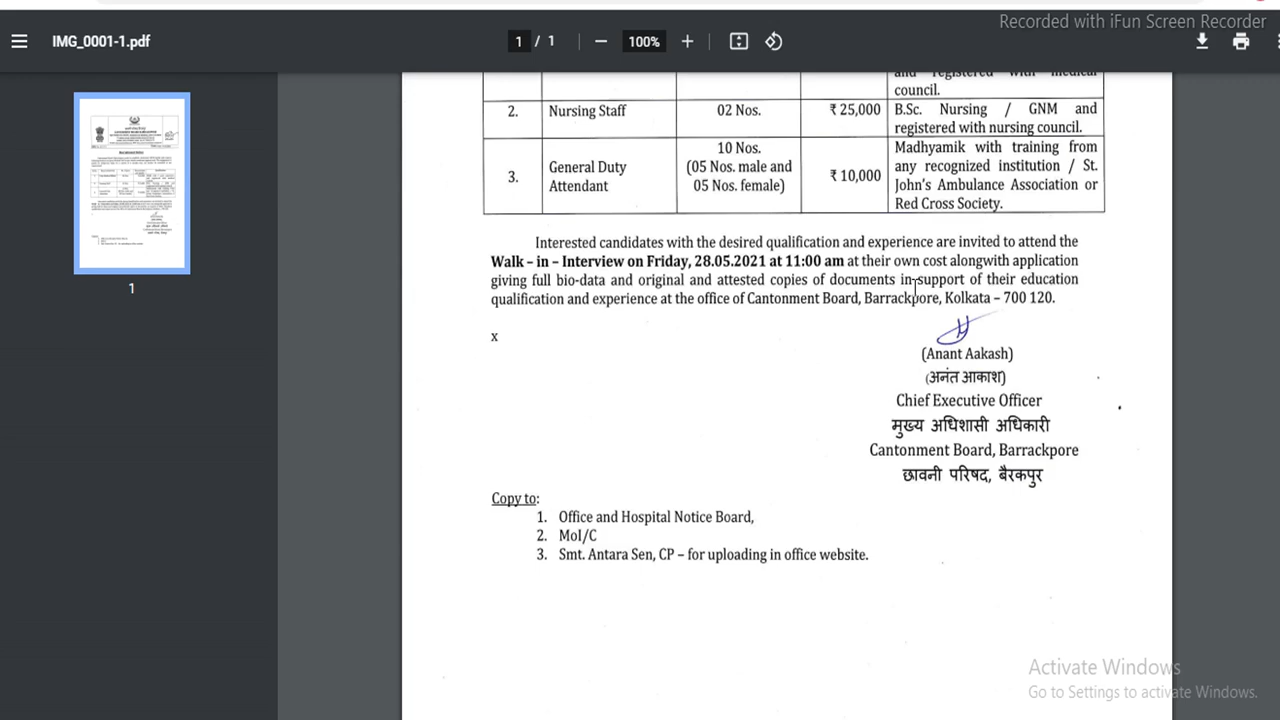 Recorded with iFun Screen Recorder
IMG_0001-1.pdf
1 / 1
100%
1
and registered with medical
council.
2. Nursing Staff 02 Nos. ₹ 25,000 B.Sc. Nursing / GNM and
registered with nursing council.
3. General Duty
Attendant
10 Nos.
(05 Nos. male and
05 Nos. female)
₹ 10,000
Madhyamik with training from
any recognized institution / St.
John's Ambulance Association or
Red Cross Society.
Interested candidates with the desired qualification and experience are invited to attend the
Walk – in – Interview on Friday, 28.05.2021 at 11:00 am at their own cost alongwith application
giving full bio-data and original and attested copies of documents in support of their education
qualification and experience at the office of Cantonment Board, Barrackpore, Kolkata – 700 120.
x
(Anant Aakash)
(अनंत आकाश)
Chief Executive Officer
मुख्य अधिशासी अधिकारी
Cantonment Board, Barrackpore
छावनी परिषद, बैरकपुर
Copy to:
1. Office and Hospital Notice Board,
2. MoI/C
3. Smt. Antara Sen, CP – for uploading in office website.
Activate Windows
Go to Settings to activate Windows.